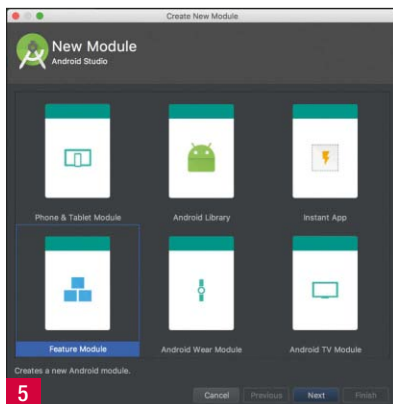 Create New Module
New Module
Android Studio
Phone & Tablet Module
Android Library
Instant App
Feature Module
Android Wear Module
Android TV Module
Creates a new Android module.
5
Cancel
Previous
Next
Finish